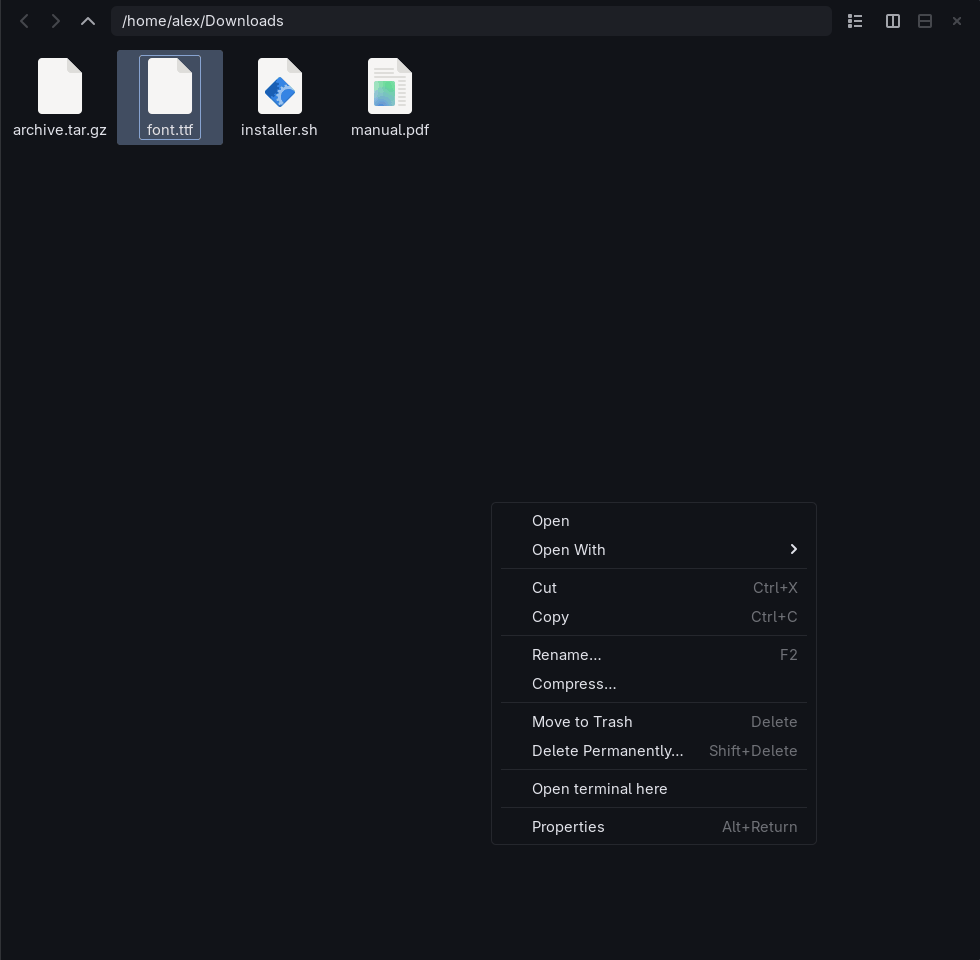 /home/alex/Downloads
archive.tar.gz
font.ttf
installer.sh
manual.pdf
Open
Open With
Cut Ctrl+X
Copy Ctrl+C
Rename... F2
Compress...
Move to Trash Delete
Delete Permanently... Shift+Delete
Open terminal here
Properties Alt+Return